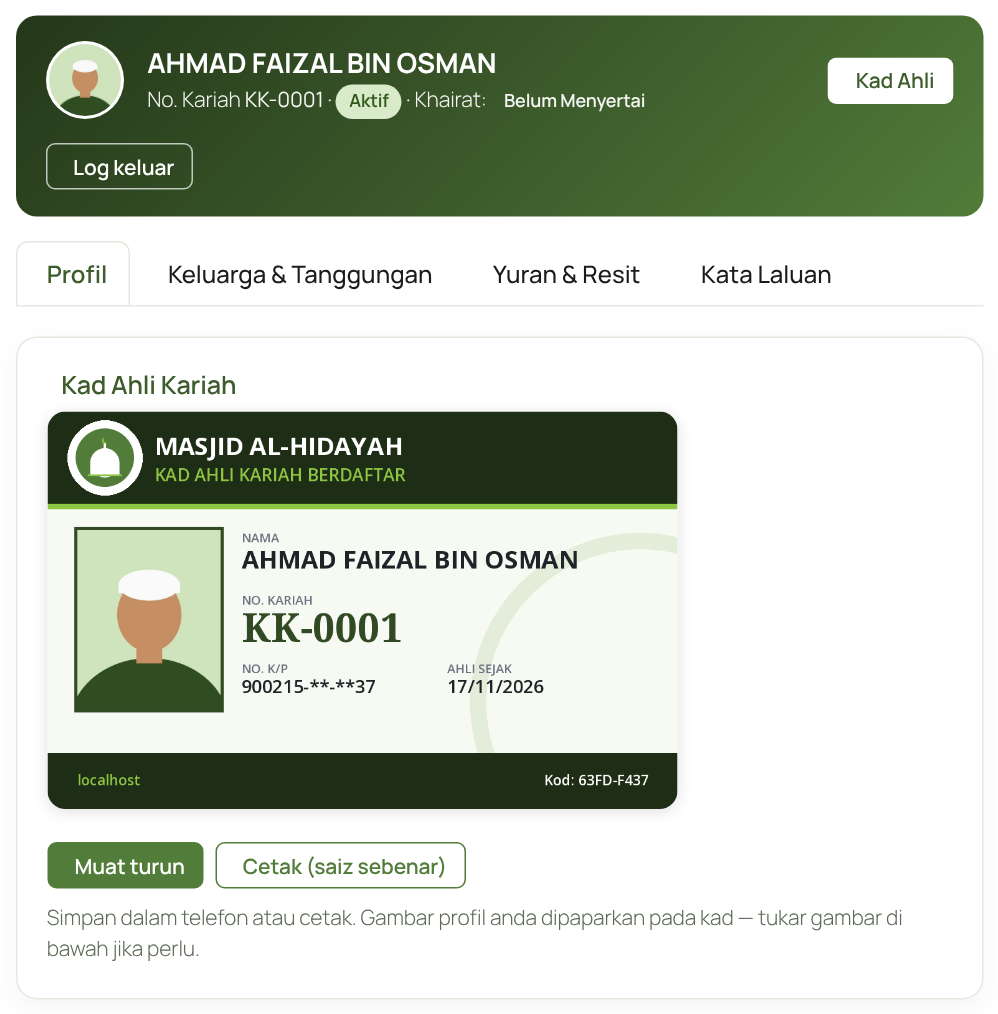 AHMAD FAIZAL BIN OSMAN
No. Kariah KK-0001 · Aktif · Khairat: Belum Menyertai
Kad Ahli
Log keluar
Profil
Keluarga & Tanggungan
Yuran & Resit
Kata Laluan
Kad Ahli Kariah
MASJID AL-HIDAYAH
KAD AHLI KARIAH BERDAFTAR
NAMA
AHMAD FAIZAL BIN OSMAN
NO. KARIAH
KK-0001
NO. K/P
900215-**-**37
AHLI SEJAK
17/11/2026
localhost
Kod: 63FD-F437
Muat turun
Cetak (saiz sebenar)
Simpan dalam telefon atau cetak. Gambar profil anda dipaparkan pada kad — tukar gambar di
bawah jika perlu.